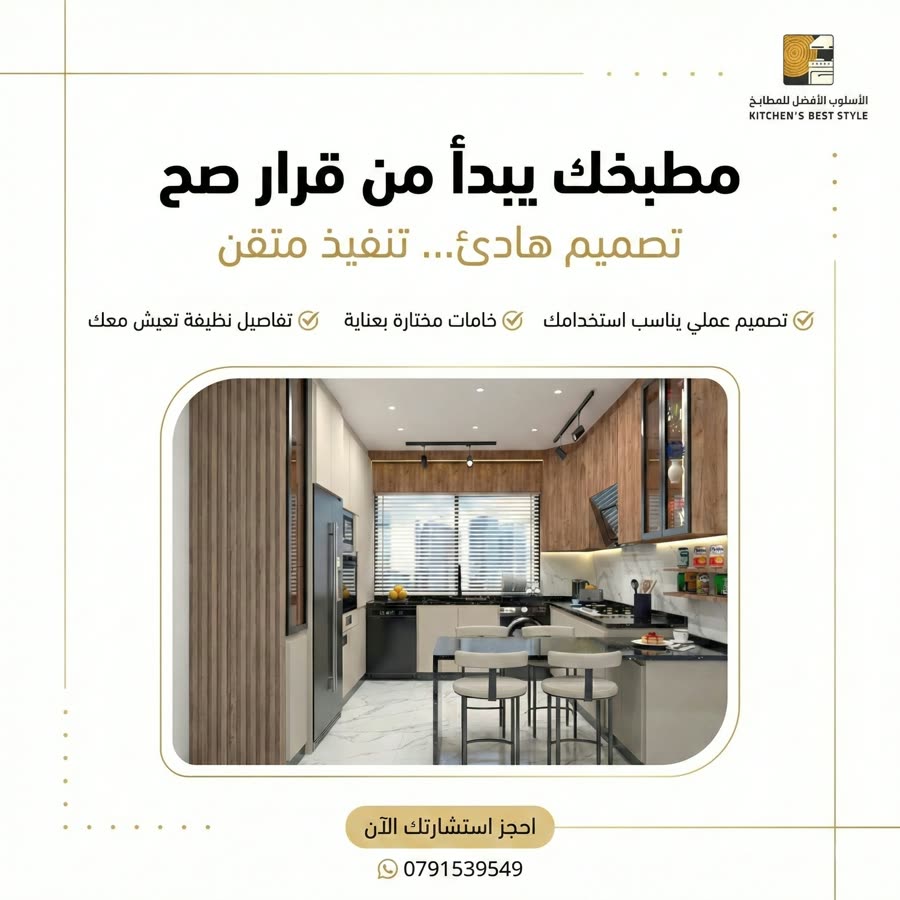 الأسلوب الأفضل للمطابخ
KITCHEN'S BEST STYLE
مطبخك يبدأ من قرار صح
تصميم هادئ... تنفيذ متقن
تصميم عملي يناسب استخدامك خامات مختارة بعناية تفاصيل نظيفة تعيش معك
احجز استشارتك الآن
0791539549